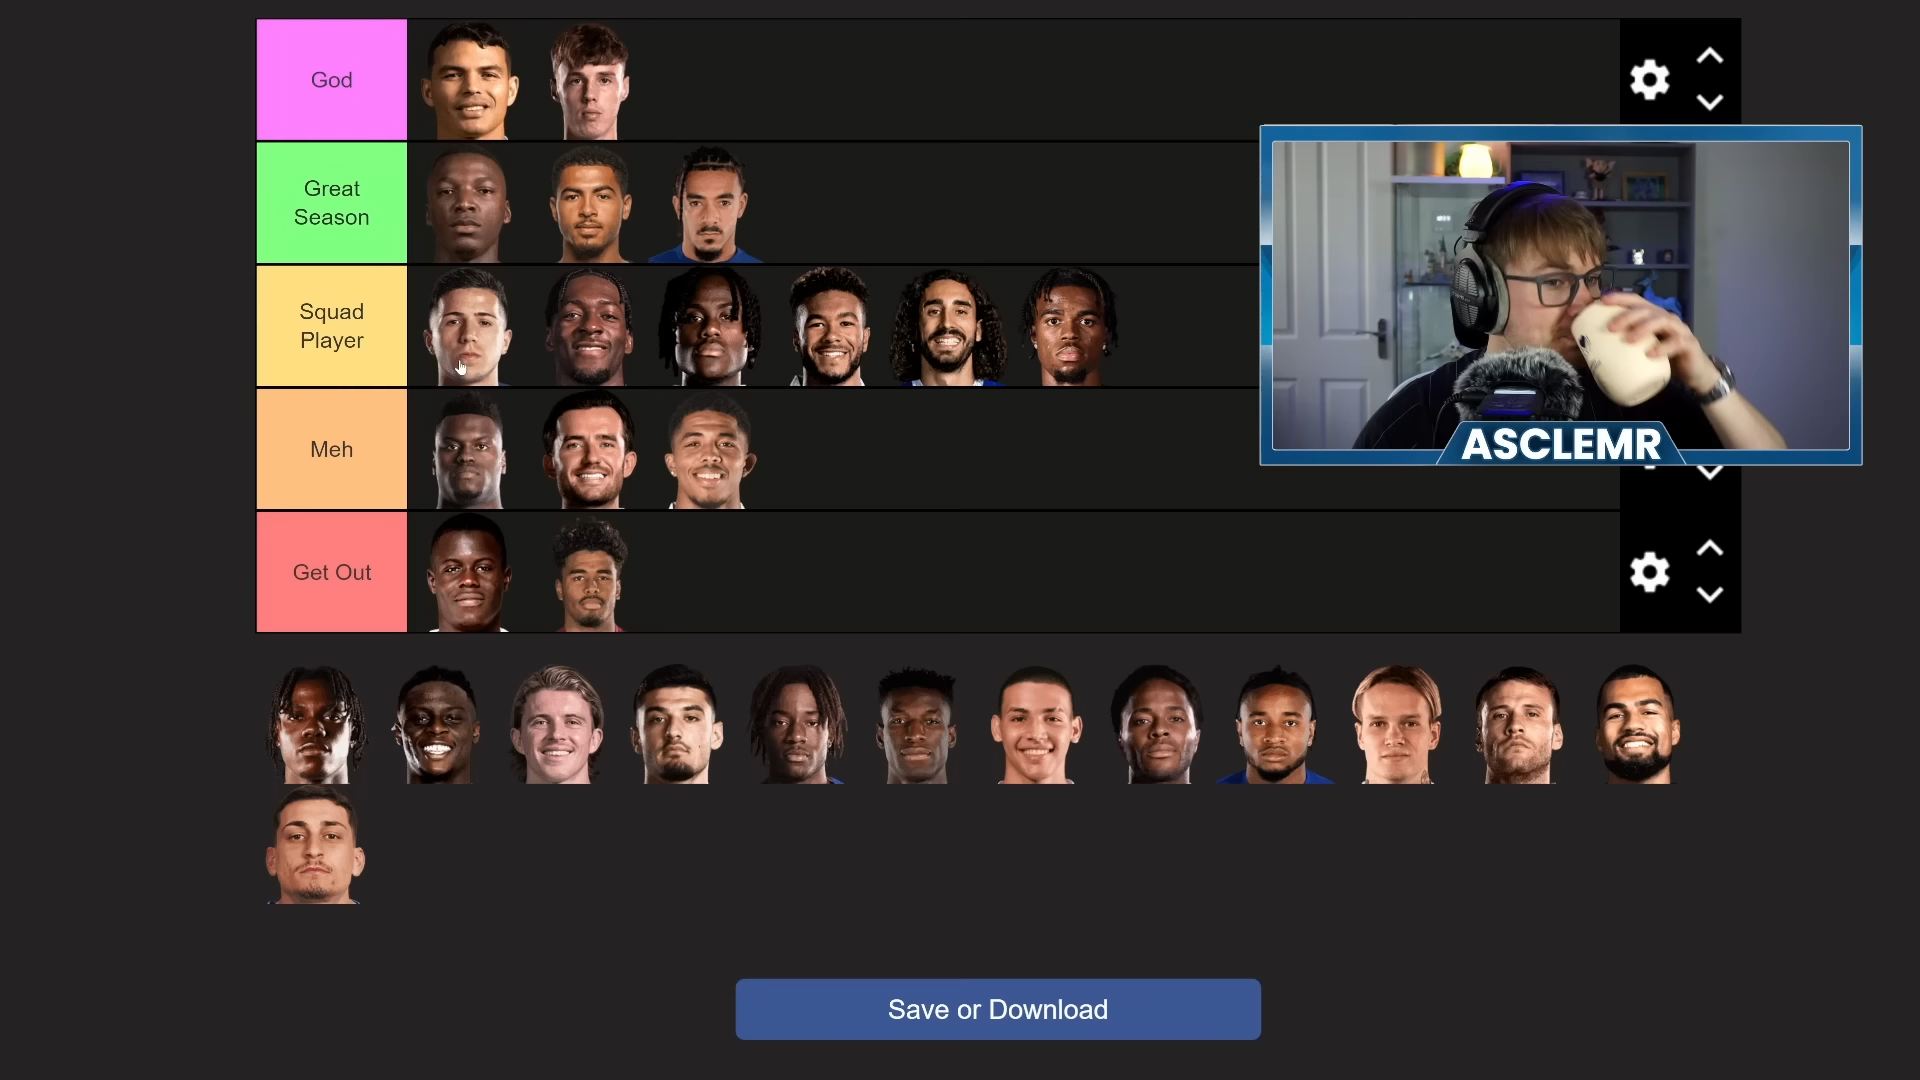 God
Great
Season
Squad
Player
Meh
Get Out
ASCLEMR
Save or Download